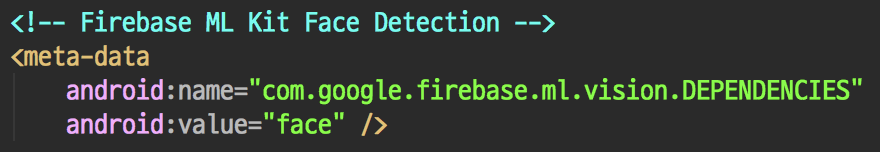 <!-- Firebase ML Kit Face Detection -->
<meta-data
android:name="com.google.firebase.ml.vision.DEPENDENCIES"
android:value="face" />